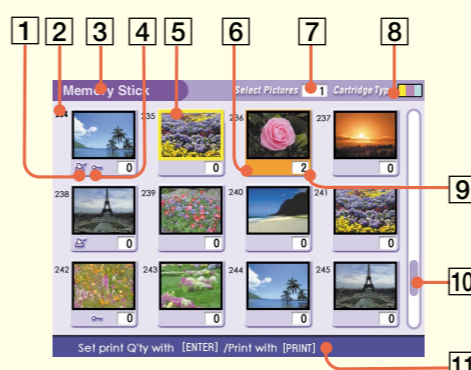 1 2 3 4 5 6 7 8
Memory Stick Select Pictures 1 Cartridge Type
235 236 237
0 0 2 0
9
238 239 240 241
0 0 0 0
10
242 243 244 245
0 0 0 0
Set print Q'ty with [ENTER] /Print with [PRINT]
11